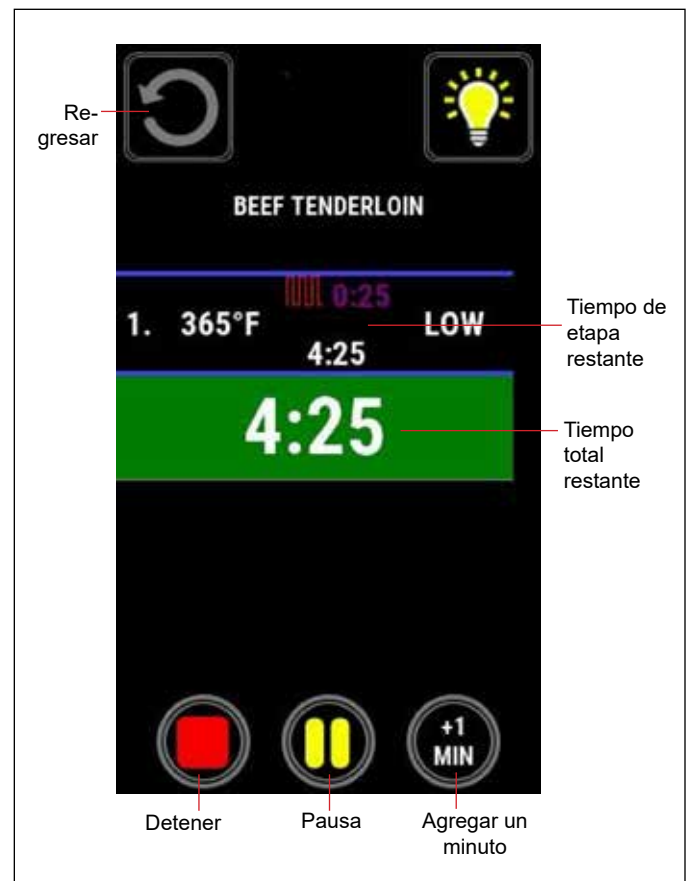 Re-
gresar
BEEF TENDERLOIN
0:25
1. 365°F LOW
4:25
Tiempo de
etapa
restante
4:25
Tiempo
total
restante
+1
MIN
Detener
Pausa
Agregar un
minuto